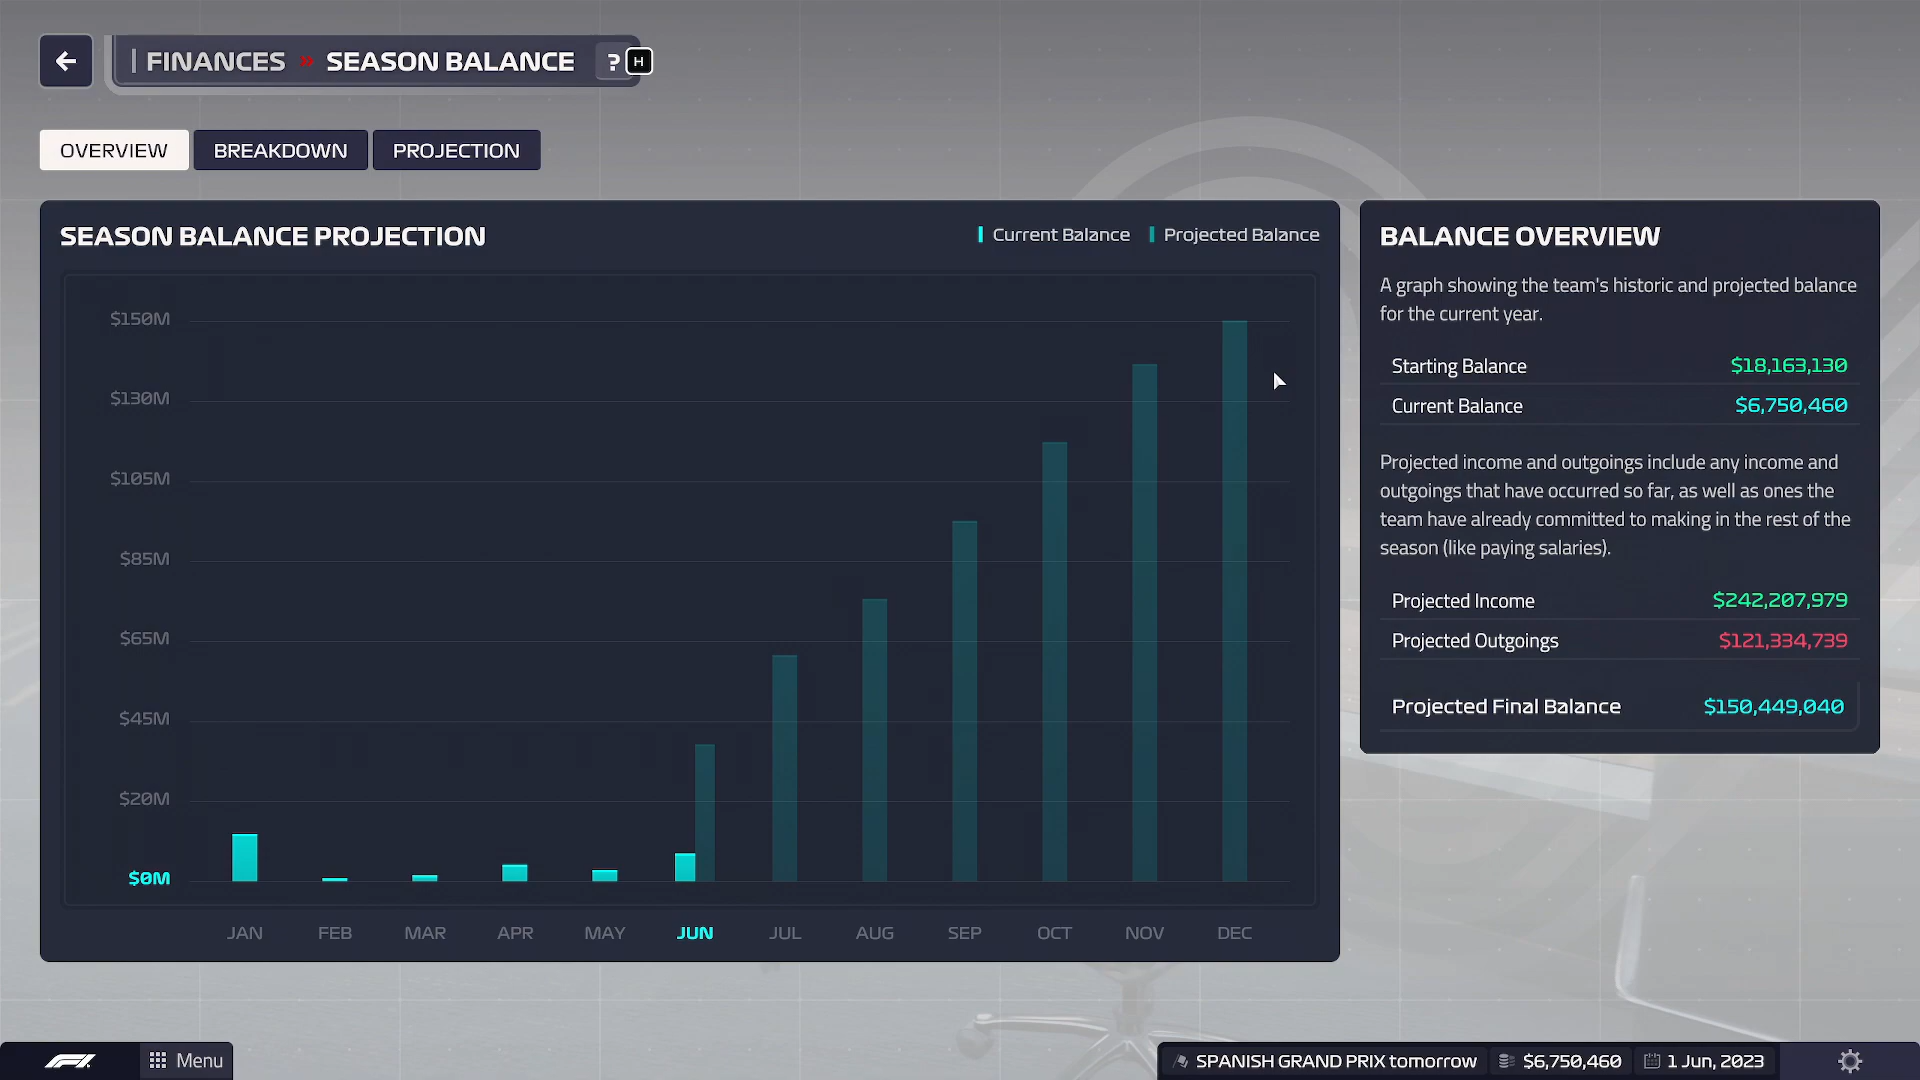 FINANCES » SEASON BALANCE ? H
OVERVIEW BREAKDOWN PROJECTION
SEASON BALANCE PROJECTION
Current Balance Projected Balance
$150M
$130M
$105M
$85M
$65M
$45M
$20M
$0M
JAN FEB MAR APR MAY JUN JUL AUG SEP OCT NOV DEC
BALANCE OVERVIEW
A graph showing the team's historic and projected balance
for the current year.
Starting Balance $18,163,130
Current Balance $6,750,460
Projected income and outgoings include any income and
outgoings that have occurred so far, as well as ones the
team have already committed to making in the rest of the
season (like paying salaries).
Projected Income $242,207,979
Projected Outgoings $121,334,739
Projected Final Balance $150,449,040
F1 Menu
SPANISH GRAND PRIX tomorrow $6,750,460 1 Jun, 2023